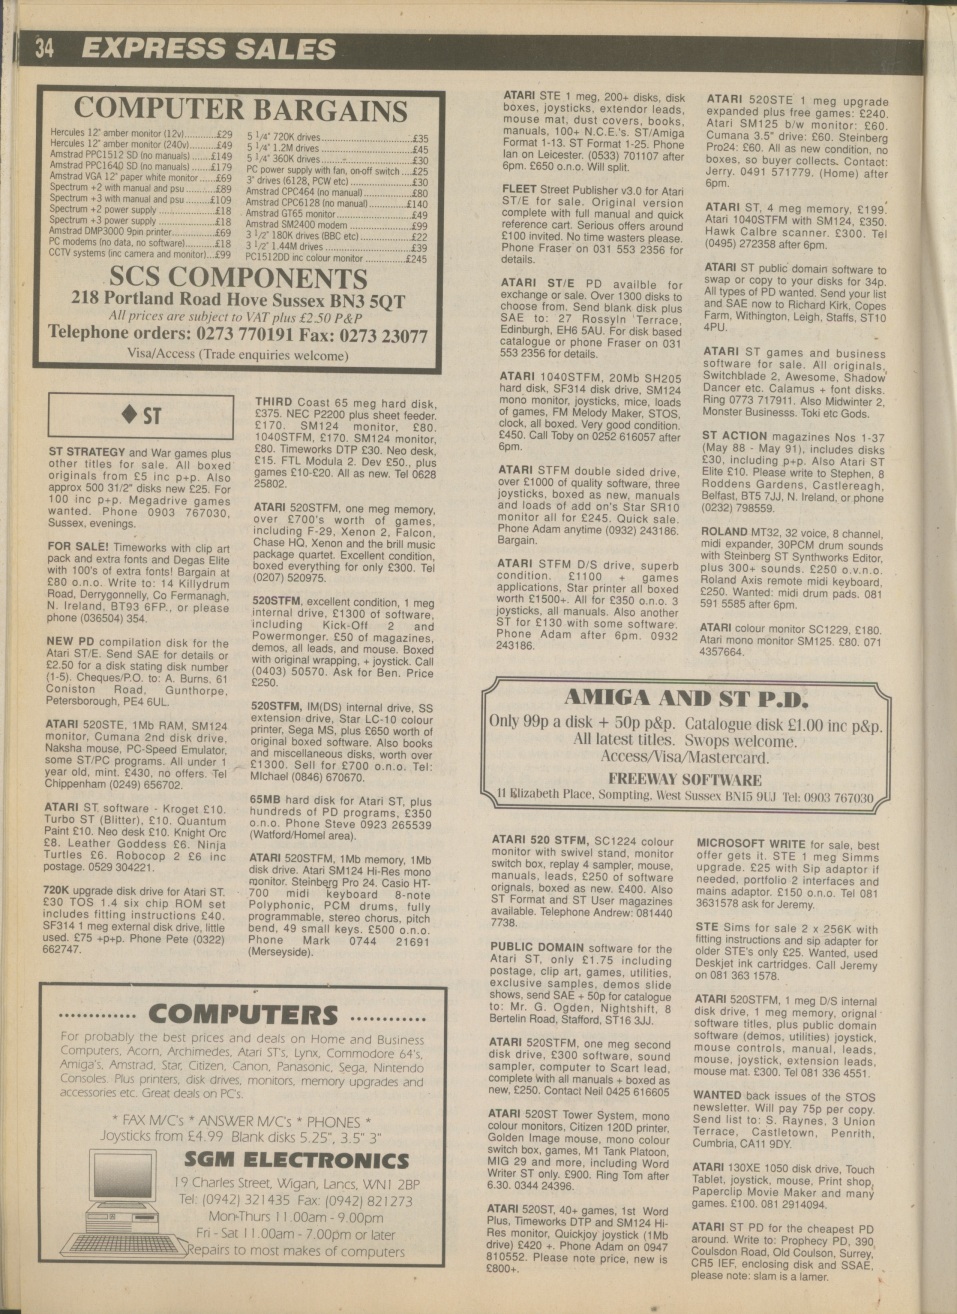 34 EXPRESS SALES
COMPUTER BARGAINS
Hercules 12" amber monitor (12v)............£29
Hercules 12" amber monitor (240v)..........£49
Amstrad PPC1512 SD (no manuals)......£149
Amstrad PPC1640 SD (no manuals)......£179
Amstrad VGA 12" paper white monitor....£69
Spectrum +2 with manual and psu ..........£89
Spectrum +3 with manual and psu ........£109
Spectrum +2 power supply ....................£18
Spectrum +3 power supply ....................£18
Amstrad DMP3000 9pin printer..............£69
PC modems (no data, no software).........£18
CCTV systems (inc camera and monitor)...£99
5 1/4" 720K drives..............................£35
5 1/4" 1.2M drives..............................£45
5 1/4" 360K drives..............................£30
PC power supply with fan, on-off switch....£25
3" drives (6128, PCW etc)....................£30
Amstrad CPC464 (no manual)................£80
Amstrad CPC6128 (no manual)..............£140
Amstrad GT65 monitor..........................£49
Amstrad SM2400 modem......................£99
3 1/2" 180K drives (BBC etc)................£22
3 1/2" 1.44M drives............................£39
PC1512DD inc colour monitor ..............£245
SCS COMPONENTS
218 Portland Road Hove Sussex BN3 5QT
All prices are subject to VAT plus £2.50 P&P
Telephone orders: 0273 770191 Fax: 0273 23077
Visa/Access (Trade enquiries welcome)
◆ ST
ST STRATEGY and War games plus
other titles for sale. All boxed
originals from £5 inc p+p. Also
approx 500 31/2" disks new £25. For
100 inc p+p. Megadrive games
wanted. Phone 0903 767030,
Sussex, evenings.
FOR SALE! Timeworks with clip art
pack and extra fonts and Degas Elite
with 100's of extra fonts! Bargain at
£80 o.n.o. Write to: 14 Killydrum
Road, Derrygonnelly, Co Fermanagh,
N. Ireland, BT93 6FP., or please
phone (036504) 354.
NEW PD compilation disk for the
Atari ST/E. Send SAE for details or
£2.50 for a disk stating disk number
(1-5). Cheques/P.O. to: A. Burns, 61
Coniston Road, Gunthorpe,
Petersborough, PE4 6UL.
ATARI 520STE, 1Mb RAM, SM124
monitor, Cumana 2nd disk drive,
Naksha mouse, PC-Speed Emulator,
some ST/PC programs. All under 1
year old, mint. £430, no offers. Tel
Chippenham (0249) 656702.
ATARI ST software - Kroget £10.
Turbo ST (Blitter), £10. Quantum
Paint £10. Neo desk £10. Knight Orc
£8. Leather Goddess £6. Ninja
Turtles £6. Robocop 2 £6 inc
postage. 0529 304221.
720K upgrade disk drive for Atari ST.
£30 TOS 1.4 six chip ROM set
includes fitting instructions £40.
SF314 1 meg external disk drive, little
used. £75 +p+p. Phone Pete (0322)
662747.
THIRD Coast 65 meg hard disk,
£375. NEC P2200 plus sheet feeder.
£170. SM124 monitor, £80.
1040STFM, £170. SM124 monitor,
£80. Timeworks DTP £30. Neo desk,
£15. FTL Modula 2. Dev £50., plus
games £10-£20. All as new. Tel 0628
25802.
ATARI 520STFM, one meg memory,
over £700's worth of games,
including F-29, Xenon 2, Falcon,
Chase HQ, Xenon and the brill music
package quartet. Excellent condition,
boxed everything for only £300. Tel
(0207) 520975.
520STFM, excellent condition, 1 meg
internal drive, £1300 of software,
including Kick-Off 2 and
Powermonger. £50 of magazines,
demos, all leads, and mouse. Boxed
with original wrapping, + joystick. Call
(0403) 50570. Ask for Ben. Price
£250.
520STFM, IM(DS) internal drive, SS
extension drive, Star LC-10 colour
printer, Sega MS, plus £650 worth of
original boxed software. Also books
and miscellaneous disks, worth over
£1300. Sell for £700 o.n.o. Tel:
Michael (0846) 670670.
65MB hard disk for Atari ST, plus
hundreds of PD programs, £350
o.n.o. Phone Steve 0923 265539
(Watford/Homel area).
ATARI 520STFM, 1Mb memory, 1Mb
disk drive. Atari SM124 Hi-Res mono
monitor. Steinberg Pro 24. Casio HT-
700 midi keyboard 8-note
Polyphonic, PCM drums, fully
programmable, stereo chorus, pitch
bend, 49 small keys. £500 o.n.o.
Phone Mark 0744 21691
(Merseyside).
............ COMPUTERS ............
For probably the best prices and deals on Home and Business
Computers, Acorn, Archimedes, Atari ST's, Lynx, Commodore 64's,
Amiga's, Amstrad, Star, Citizen, Canon, Panasonic, Sega, Nintendo
Consoles. Plus printers, disk drives, monitors, memory upgrades and
accessories etc. Great deals on PC's.
* FAX M/C's * ANSWER M/C's * PHONES *
Joysticks from £4.99 Blank disks 5.25", 3.5" 3"
SGM ELECTRONICS
19 Charles Street, Wigan, Lancs, WN1 2BP
Tel: (0942) 321435 Fax: (0942) 821273
Mon-Thurs 11.00am - 9.00pm
Fri - Sat 11.00am - 7.00pm or later
Repairs to most makes of computers
ATARI STE 1 meg, 200+ disks, disk
boxes, joysticks, extendor leads,
mouse mat, dust covers, books,
manuals, 100+ N.C.E.'s. ST/Amiga
Format 1-13. ST Format 1-25. Phone
Ian on Leicester. (0533) 701107 after
6pm. £650 o.n.o. Will split.
FLEET Street Publisher v3.0 for Atari
ST/E for sale. Original version
complete with full manual and quick
reference cart. Serious offers around
£100 invited. No time wasters please.
Phone Fraser on 031 553 2356 for
details.
ATARI ST/E PD availble for
exchange or sale. Over 1300 disks to
choose from. Send blank disk plus
SAE to: 27 Rossyln Terrace,
Edinburgh, EH6 5AU. For disk based
catalogue or phone Fraser on 031
553 2356 for details.
ATARI 1040STFM, 20Mb SH205
hard disk, SF314 disk drive, SM124
mono monitor, joysticks, mice, loads
of games, FM Melody Maker, STOS,
clock, all boxed. Very good condition.
£450. Call Toby on 0252 616057 after
6pm.
ATARI STFM double sided drive,
over £1000 of quality software, three
joysticks, boxed as new, manuals
and loads of add on's Star SR10
monitor all for £245. Quick sale.
Phone Adam anytime (0932) 243186.
Bargain.
ATARI STFM D/S drive, superb
condition. £1100 + games
applications, Star printer all boxed
worth £1500+. All for £350 o.n.o. 3
joysticks, all manuals. Also another
ST for £130 with some software.
Phone Adam after 6pm. 0932
243186.
ATARI 520STE 1 meg upgrade
expanded plus free games: £240.
Atari SM125 b/w monitor: £60.
Cumana 3.5" drive: £60. Steinberg
Pro24: £60. All as new condition, no
boxes, so buyer collects. Contact:
Jerry. 0491 571779. (Home) after
6pm.
ATARI ST, 4 meg memory, £199.
Atari 1040STFM with SM124, £350.
Hawk Calbre scanner. £300. Tel
(0495) 272358 after 6pm.
ATARI ST public domain software to
swap or copy to your disks for 34p.
All types of PD wanted. Send your list
and SAE now to Richard Kirk, Copes
Farm, Withington, Leigh, Staffs, ST10
4PU.
ATARI ST games and business
software for sale. All originals,
Switchblade 2, Awesome, Shadow
Dancer etc. Calamus + font disks.
Ring 0773 717911. Also Midwinter 2,
Monster Businesss. Toki etc Gods.
ST ACTION magazines Nos 1-37
(May 88 - May 91), includes disks
£30, including p+p. Also Atari ST
Elite £10. Please write to Stephen, 8
Roddens Gardens, Castlereagh,
Belfast, BT5 7JJ, N. Ireland, or phone
(0232) 798559.
ROLAND MT32, 32 voice, 8 channel,
midi expander, 30PCM drum sounds
with Steinberg ST Synthworks Editor,
plus 300+ sounds. £250 o.v.n.o.
Roland Axis remote midi keyboard,
£250. Wanted: midi drum pads. 081
591 5585 after 6pm.
ATARI colour monitor SC1229, £180.
Atari mono monitor SM125. £80. 071
4357664.
AMIGA AND ST P.D.
Only 99p a disk + 50p p&p. Catalogue disk £1.00 inc p&p.
All latest titles. Swops welcome.
Access/Visa/Mastercard.
FREEWAY SOFTWARE
11 Elizabeth Place, Sompting, West Sussex BN15 9UJ Tel: 0903 767030
ATARI 520 STFM, SC1224 colour
monitor with swivel stand, monitor
switch box, replay 4 sampler, mouse,
manuals, leads, £250 of software
orignals, boxed as new. £400. Also
ST Format and ST User magazines
available. Telephone Andrew: 081440
7738.
PUBLIC DOMAIN software for the
Atari ST, only £1.75 including
postage, clip art, games, utilities,
exclusive samples, demos slide
shows, send SAE + 50p for catalogue
to: Mr. G. Ogden, Nightshift, 8
Bertelin Road, Stafford, ST16 3JJ.
ATARI 520STFM, one meg second
disk drive, £300 software, sound
sampler, computer to Scart lead,
complete with all manuals + boxed as
new, £250. Contact Neil 0425 616605
ATARI 520ST Tower System, mono
colour monitors, Citizen 120D printer,
Golden Image mouse, mono colour
switch box, games, M1 Tank Platoon,
MIG 29 and more, including Word
Writer ST only. £900. Ring Tom after
6.30. 0344 24396.
ATARI 520ST, 40+ games, 1st Word
Plus, Timeworks DTP and SM124 Hi-
Res monitor, Quickjoy joystick (1Mb
drive) £420 +. Phone Adam on 0947
810552. Please note price, new is
£800+.
MICROSOFT WRITE for sale, best
offer gets it. STE 1 meg Simms
upgrade. £25 with Sip adaptor if
needed, portfolio 2 interfaces and
mains adaptor. £150 o.n.o. Tel 081
3631578 ask for Jeremy.
STE Sims for sale 2 x 256K with
fitting instructions and sip adapter for
older STE's only £25. Wanted, used
Deskjet ink cartridges. Call Jeremy
on 081 363 1578.
ATARI 520STFM, 1 meg D/S internal
disk drive, 1 meg memory, orignal
software titles, plus public domain
software (demos, utilities) joystick,
mouse controls, manual, leads,
mouse, joystick, extension leads,
mouse mat. £300. Tel 081 336 4551.
WANTED back issues of the STOS
newsletter. Will pay 75p per copy.
Send list to: S. Raynes, 3 Union
Terrace, Castletown, Penrith,
Cumbria, CA11 9DY.
ATARI 130XE 1050 disk drive, Touch
Tablet, joystick, mouse, Print shop,
Paperclip Movie Maker and many
games. £100. 081 2914094.
ATARI ST PD for the cheapest PD
around. Write to: Prophecy PD, 390
Coulsdon Road, Old Coulson, Surrey,
CR5 IEF, enclosing disk and SSAE,
please note: slam is a lamer.